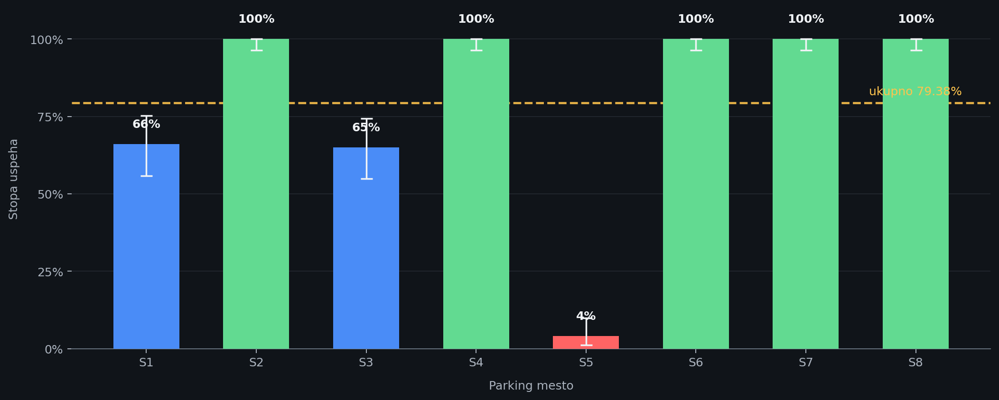 100% 100% 100% 100% 100%
100%
ukupno 79.38%
75%
66% 65%
Stopa uspeha
50%
25%
4%
0%
S1 S2 S3 S4 S5 S6 S7 S8
Parking mesto